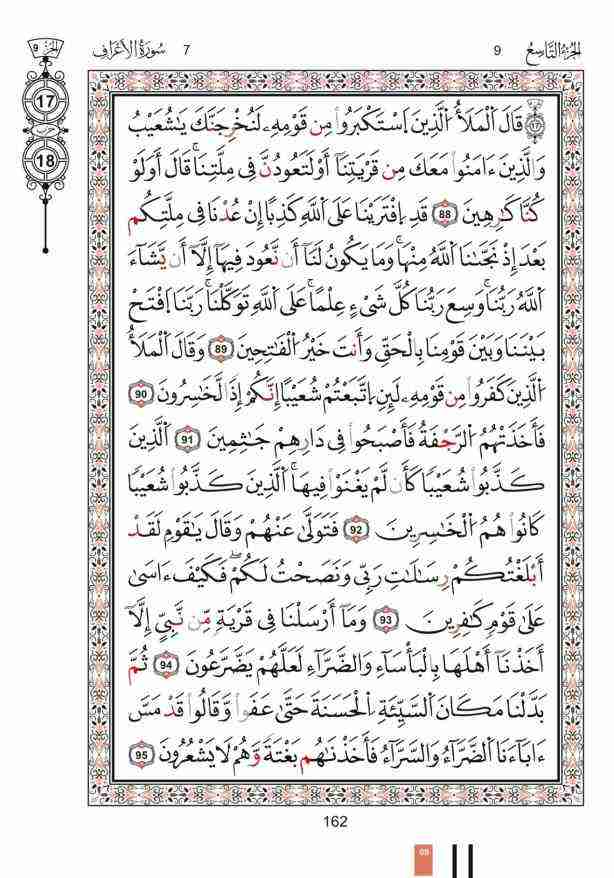 الجزء التاسع 9 7 سورة الأعراف الجزء 9
17
حزب
18
17 قَالَ ٱلْمَلَأُ ٱلَّذِينَ ٱسْتَكْبَرُوا۟ مِن قَوْمِهِۦ لَنُخْرِجَنَّكَ يَٰشُعَيْبُ
وَٱلَّذِينَ ءَامَنُوا۟ مَعَكَ مِن قَرْيَتِنَآ أَوْ لَتَعُودُنَّ فِى مِلَّتِنَا ۚ قَالَ أَوَلَوْ
كُنَّا كَٰرِهِينَ 88 قَدِ ٱفْتَرَيْنَا عَلَى ٱللَّهِ كَذِبًا إِنْ عُدْنَا فِى مِلَّتِكُم
بَعْدَ إِذْ نَجَّىٰنَا ٱللَّهُ مِنْهَا ۚ وَمَا يَكُونُ لَنَآ أَن نَّعُودَ فِيهَآ إِلَّآ أَن يَشَآءَ
ٱللَّهُ رَبُّنَا ۚ وَسِعَ رَبُّنَا كُلَّ شَىْءٍ عِلْمًا ۚ عَلَى ٱللَّهِ تَوَكَّلْنَا ۚ رَبَّنَا ٱفْتَحْ
بَيْنَنَا وَبَيْنَ قَوْمِنَا بِٱلْحَقِّ وَأَنتَ خَيْرُ ٱلْفَٰتِحِينَ 89 وَقَالَ ٱلْمَلَأُ
ٱلَّذِينَ كَفَرُوا۟ مِن قَوْمِهِۦ لَئِنِ ٱتَّبَعْتُمْ شُعَيْبًا إِنَّكُمْ إِذًا لَّخَٰسِرُونَ 90
فَأَخَذَتْهُمُ ٱلرَّجْفَةُ فَأَصْبَحُوا۟ فِى دَارِهِمْ جَٰثِمِينَ 91 ٱلَّذِينَ
كَذَّبُوا۟ شُعَيْبًا كَأَن لَّمْ يَغْنَوْا۟ فِيهَا ۚ ٱلَّذِينَ كَذَّبُوا۟ شُعَيْبًا
كَانُوا۟ هُمُ ٱلْخَٰسِرِينَ 92 فَتَوَلَّىٰ عَنْهُمْ وَقَالَ يَٰقَوْمِ لَقَدْ
أَبْلَغْتُكُمْ رِسَٰلَٰتِ رَبِّى وَنَصَحْتُ لَكُمْ ۖ فَكَيْفَ ءَاسَىٰ
عَلَىٰ قَوْمٍ كَٰفِرِينَ 93 وَمَآ أَرْسَلْنَا فِى قَرْيَةٍ مِّن نَّبِىٍّ إِلَّآ
أَخَذْنَآ أَهْلَهَا بِٱلْبَأْسَآءِ وَٱلضَّرَّآءِ لَعَلَّهُمْ يَضَّرَّعُونَ 94 ثُمَّ
بَدَّلْنَا مَكَانَ ٱلسَّيِّئَةِ ٱلْحَسَنَةَ حَتَّىٰ عَفَوا۟ وَّقَالُوا۟ قَدْ مَسَّ
ءَابَآءَنَا ٱلضَّرَّآءُ وَٱلسَّرَّآءُ فَأَخَذْنَٰهُم بَغْتَةً وَهُمْ لَا يَشْعُرُونَ 95
162
09